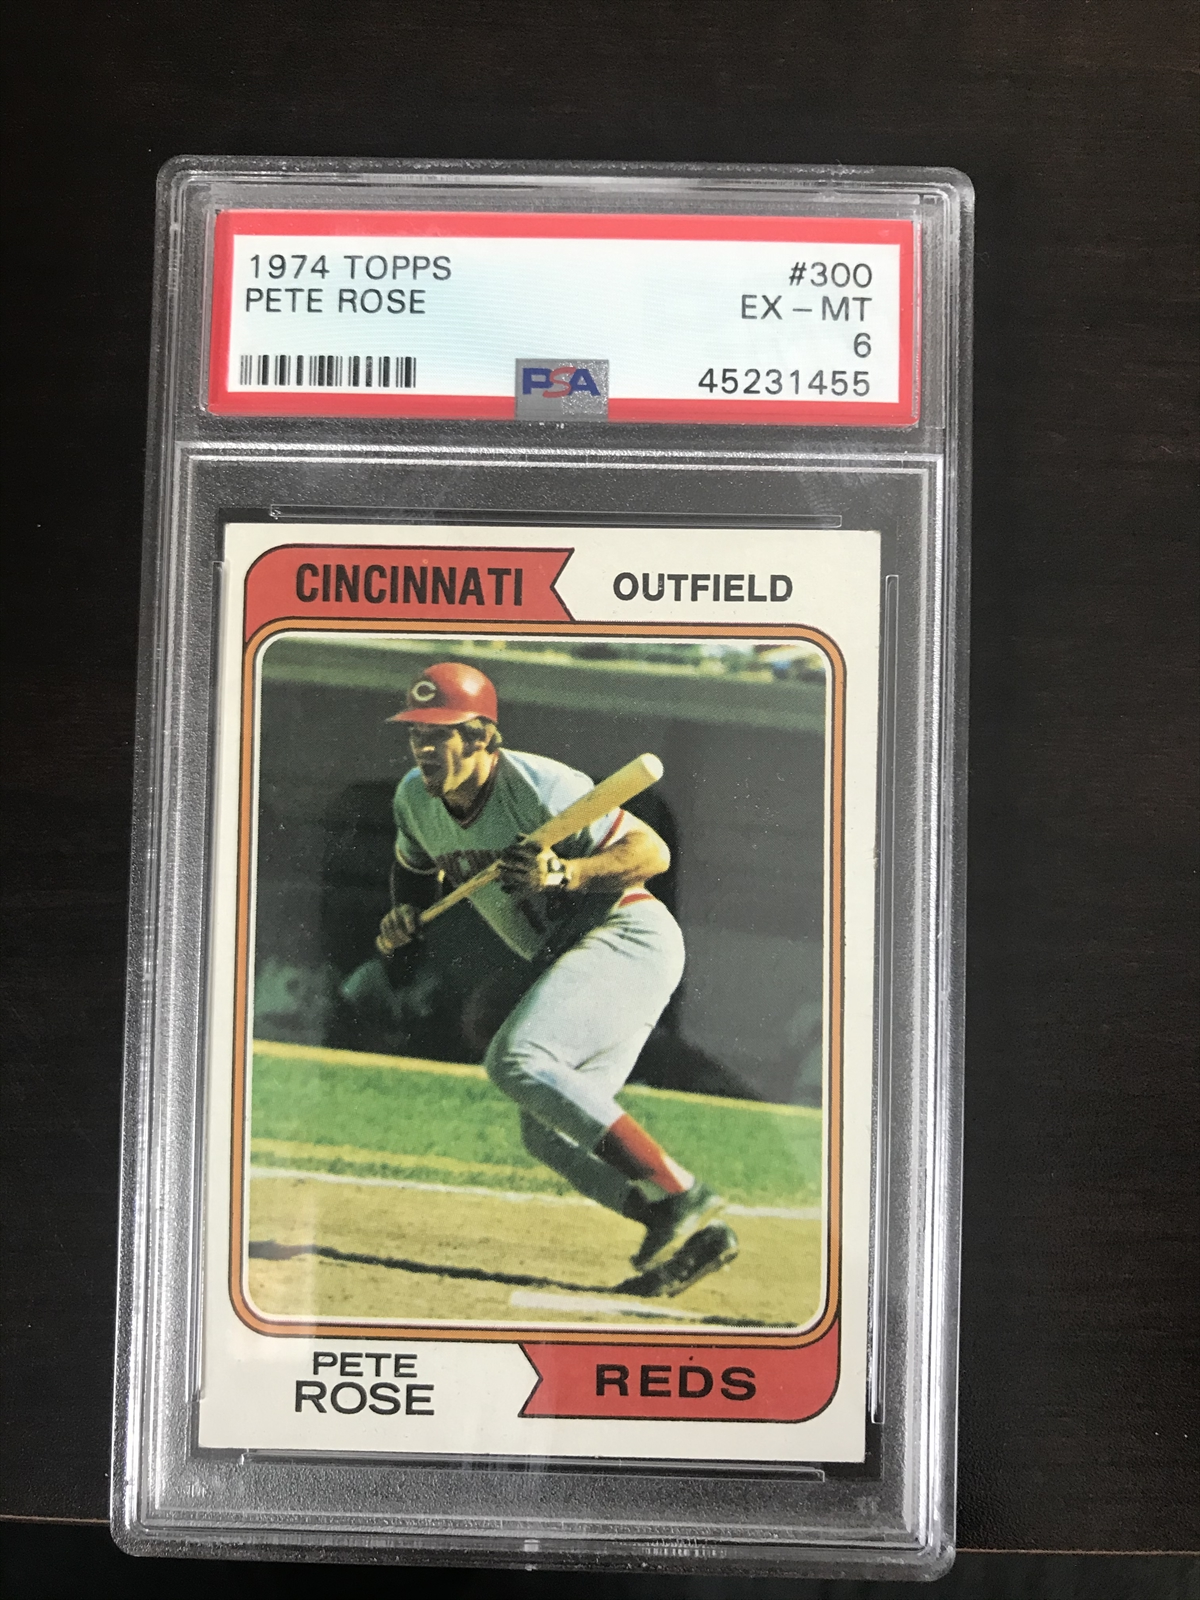 1974 TOPPS #300
PETE ROSE EX - MT
6
PSA 45231455
CINCINNATI OUTFIELD
C
PETE
ROSE
REDS